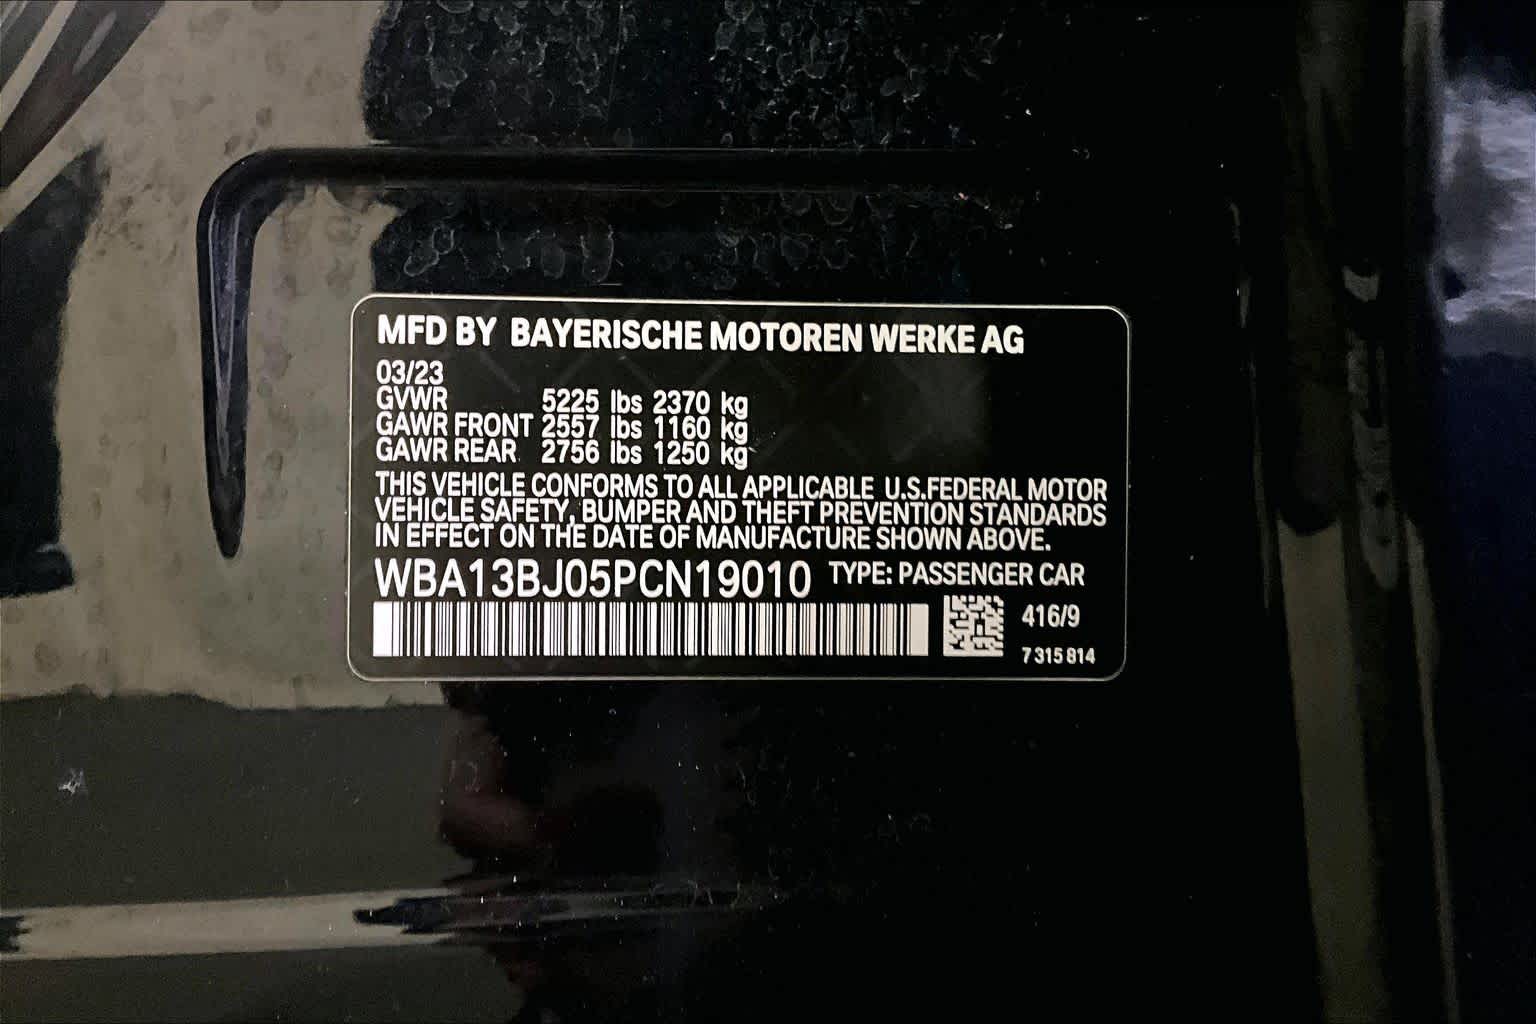 MFD BY BAYERISCHE MOTOREN WERKE AG
03/23
GVWR 5225 lbs 2370 kg
GAWR FRONT 2557 lbs 1160 kg
GAWR REAR 2756 lbs 1250 kg
THIS VEHICLE CONFORMS TO ALL APPLICABLE U.S.FEDERAL MOTOR
VEHICLE SAFETY, BUMPER AND THEFT PREVENTION STANDARDS
IN EFFECT ON THE DATE OF MANUFACTURE SHOWN ABOVE.
WBA13BJ05PCN19010 TYPE: PASSENGER CAR
416/9
7 315 814